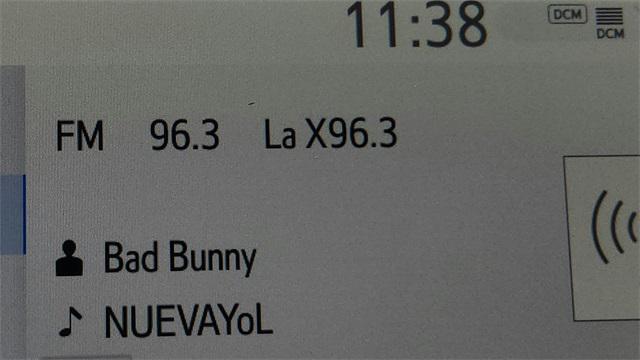 11:38 DCM
DCM
FM 96.3 La X96.3
Bad Bunny
NUEVAYoL